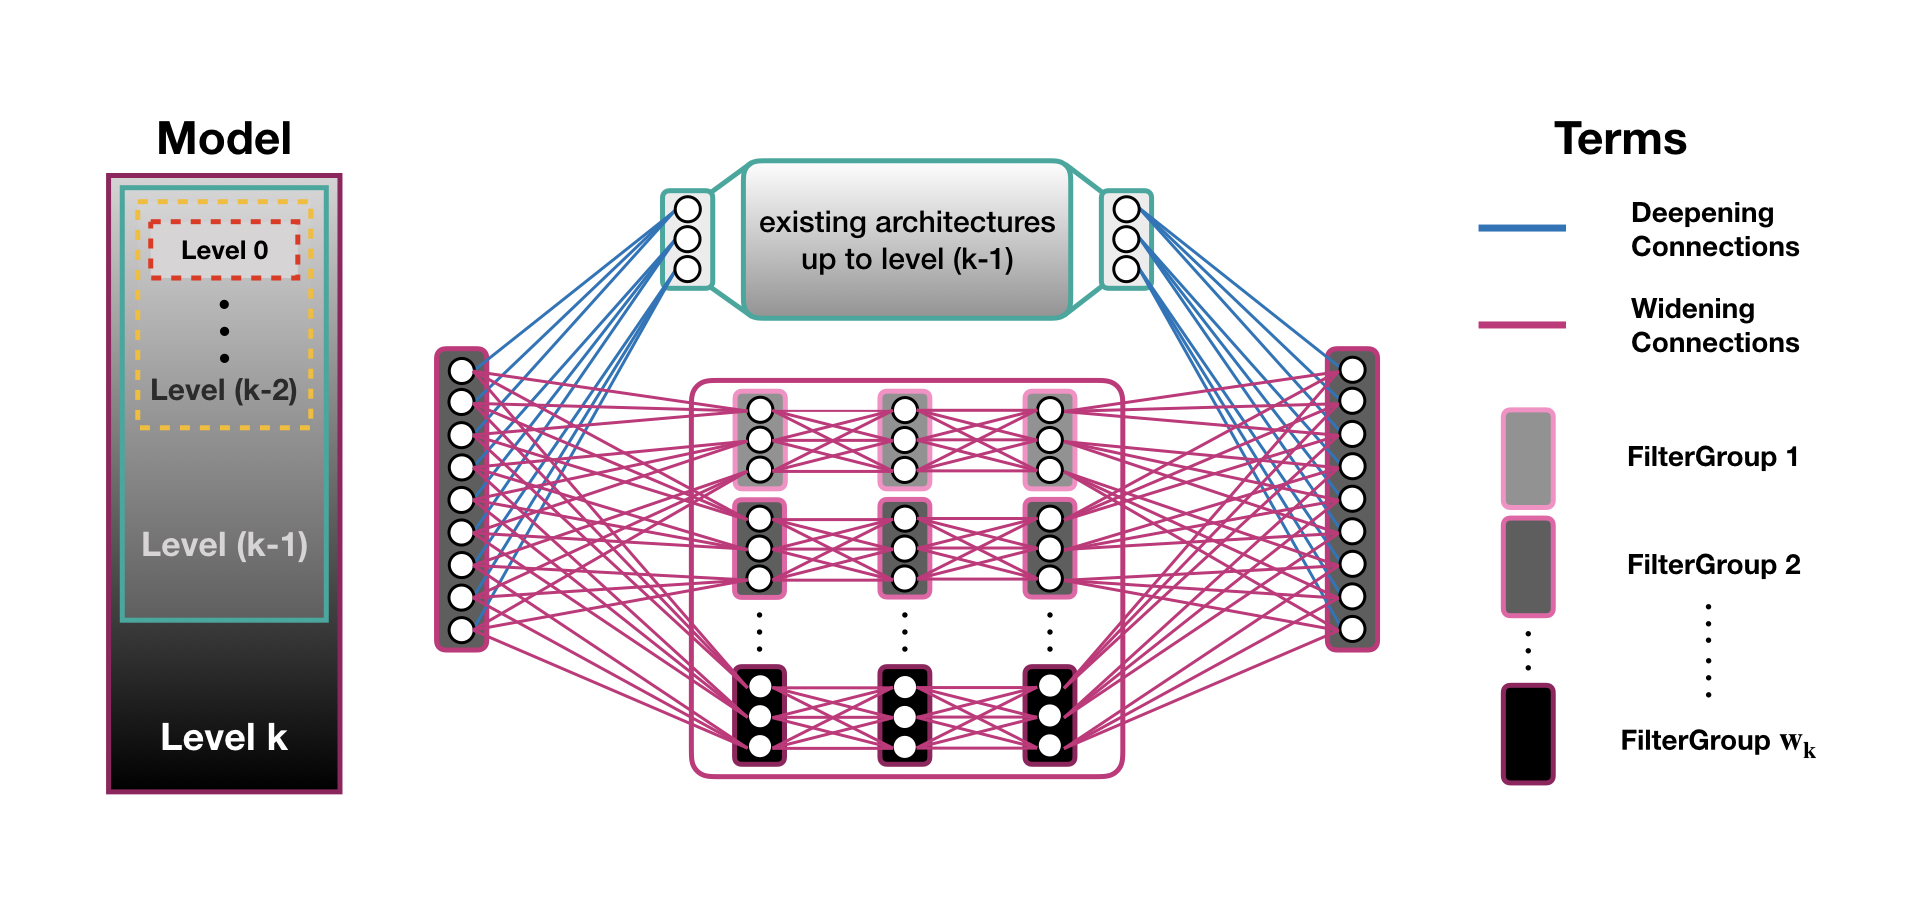 Model
Level 0
Level (k-2)
Level (k-1)
Level k
existing architectures
up to level (k-1)
Terms
Deepening
Connections
Widening
Connections
FilterGroup 1
FilterGroup 2
FilterGroup wk